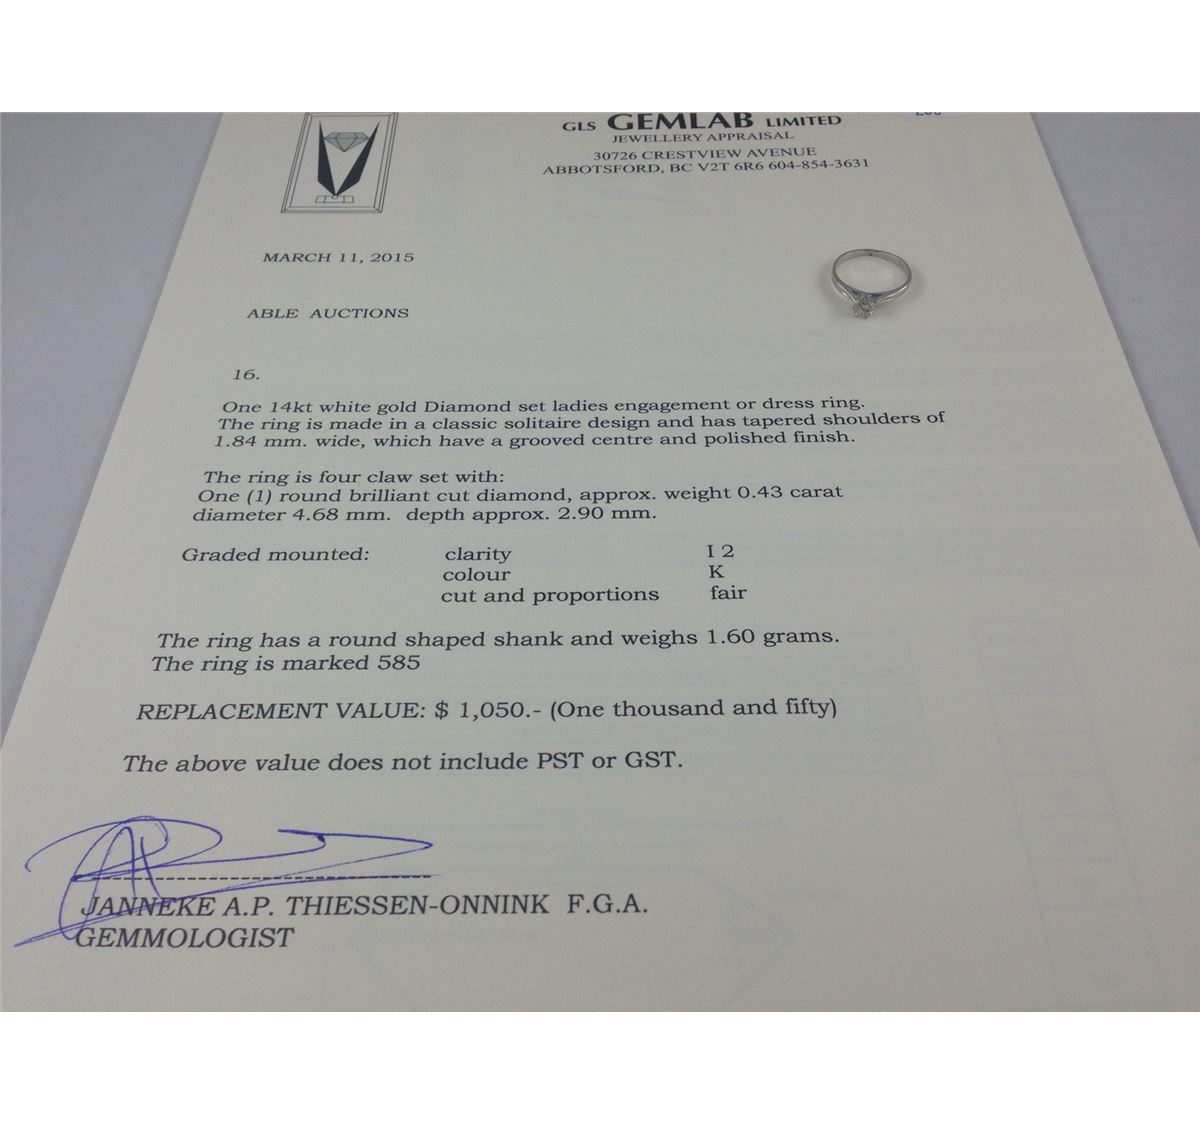 GLS GEMLAB LIMITED
JEWELLERY APPRAISAL
30726 CRESTVIEW AVENUE
ABBOTSFORD, BC V2T 6R6 604-854-3631
MARCH 11, 2015
ABLE AUCTIONS
16.
One 14kt white gold Diamond set ladies engagement or dress ring.
The ring is made in a classic solitaire design and has tapered shoulders of
1.84 mm. wide, which have a grooved centre and polished finish.
The ring is four claw set with:
One (1) round brilliant cut diamond, approx. weight 0.43 carat
diameter 4.68 mm. depth approx. 2.90 mm.
Graded mounted: clarity I 2
colour K
cut and proportions fair
The ring has a round shaped shank and weighs 1.60 grams.
The ring is marked 585
REPLACEMENT VALUE: $ 1,050.- (One thousand and fifty)
The above value does not include PST or GST.
JANNEKE A.P. THIESSEN-ONNINK F.G.A.
GEMMOLOGIST